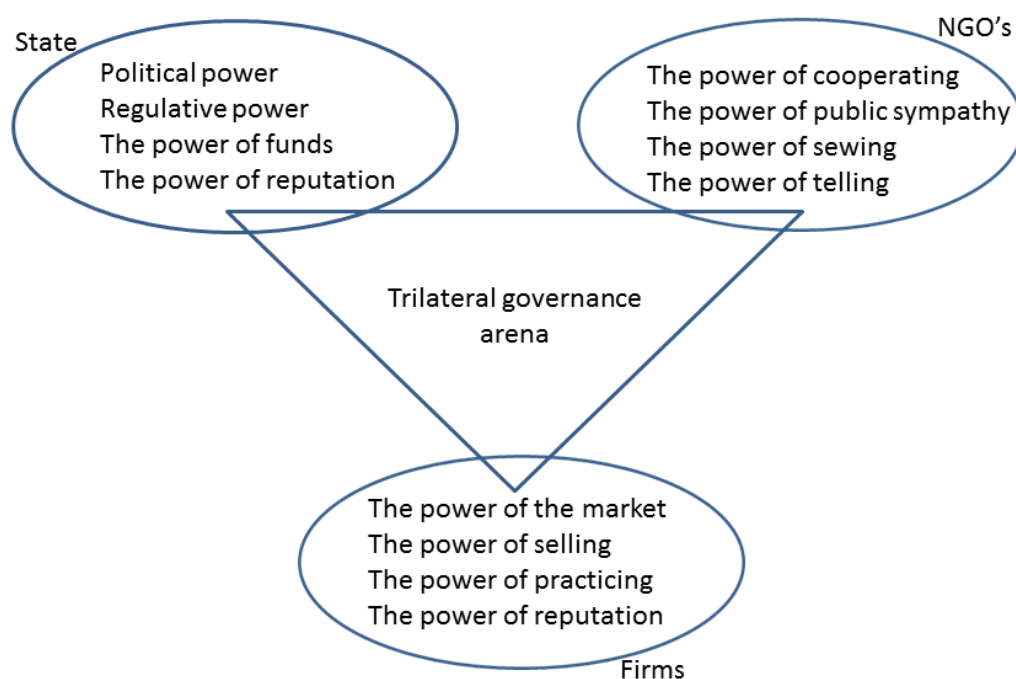 State
Political power
Regulative power
The power of funds
The power of reputation
NGO's
The power of cooperating
The power of public sympathy
The power of sewing
The power of telling
Trilateral governance
arena
The power of the market
The power of selling
The power of practicing
The power of reputation
Firms